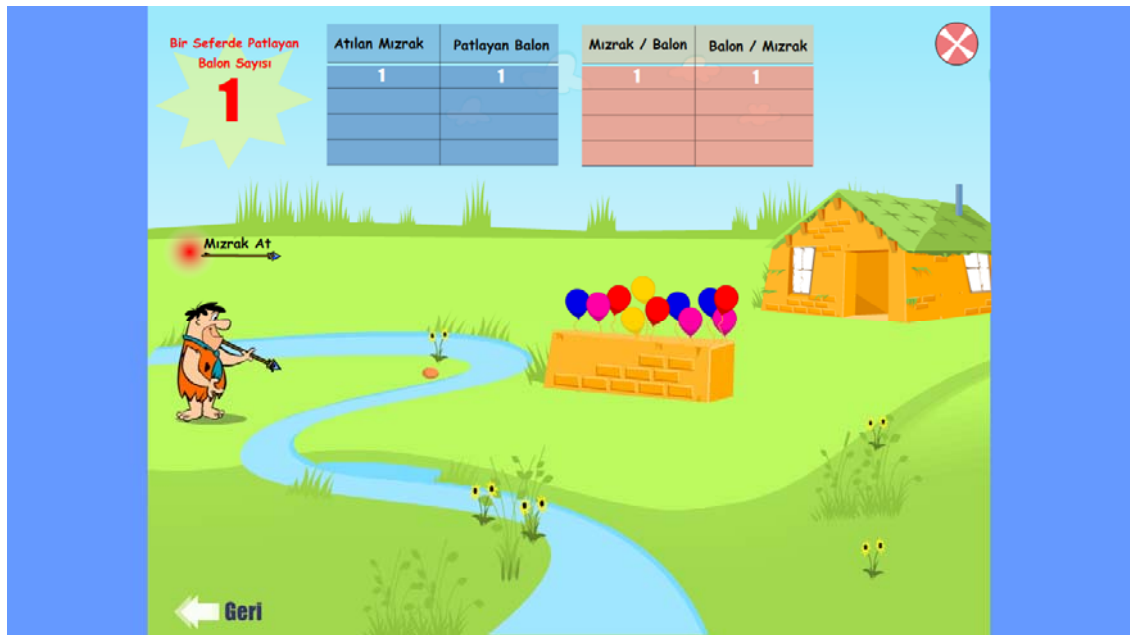 Bir Seferde Patlayan
Balon Sayısı
1
Atılan Mızrak Patlayan Balon Mızrak / Balon Balon / Mızrak
1 1 1 1
Mızrak At
Geri